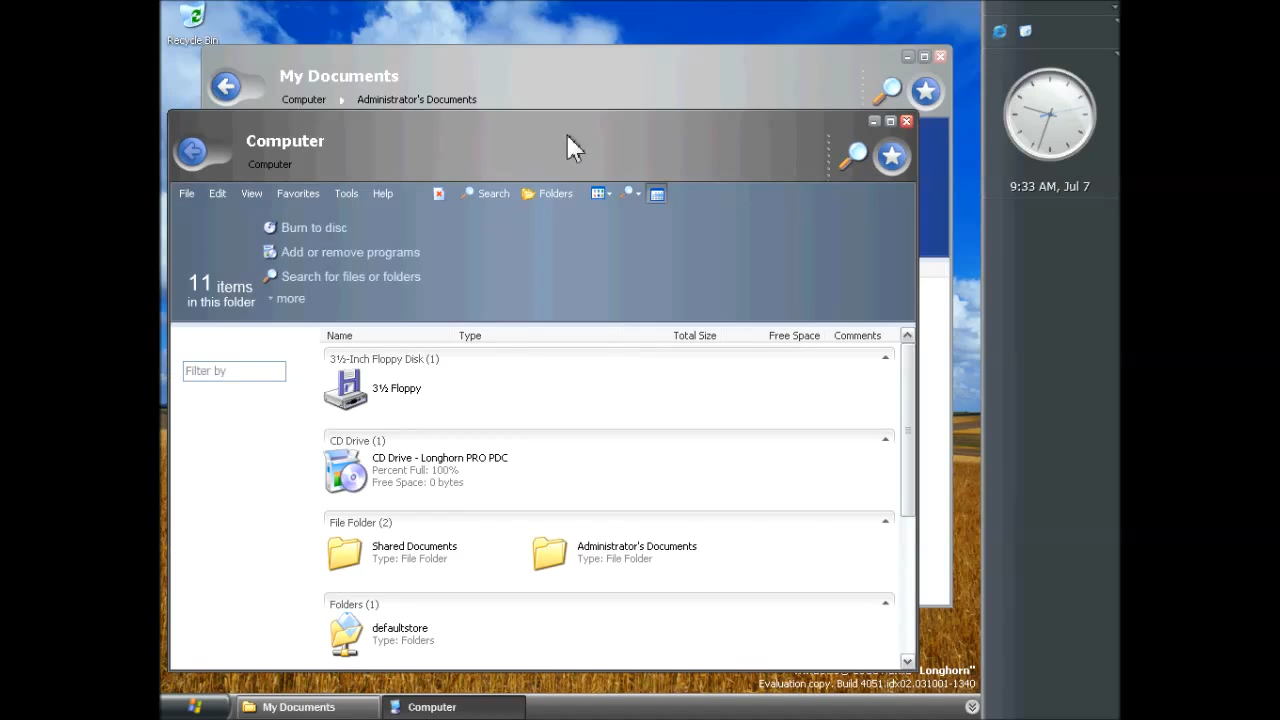 Recycle Bin
My Documents
Computer Administrator's Documents
Computer
Computer
File Edit View Favorites Tools Help Search Folders
Burn to disc
Add or remove programs
Search for files or folders
more
11 items
in this folder
Name Type Total Size Free Space Comments
Filter by
3½-Inch Floppy Disk (1)
3½ Floppy
CD Drive (1)
CD Drive - Longhorn PRO PDC
Percent Full: 100%
Free Space: 0 bytes
File Folder (2)
Shared Documents
Type: File Folder
Administrator's Documents
Type: File Folder
Folders (1)
defaultstore
Type: Folders
9:33 AM, Jul 7
Longhorn"
Evaluation copy. Build 4051.idx02.031001-1340
My Documents
Computer